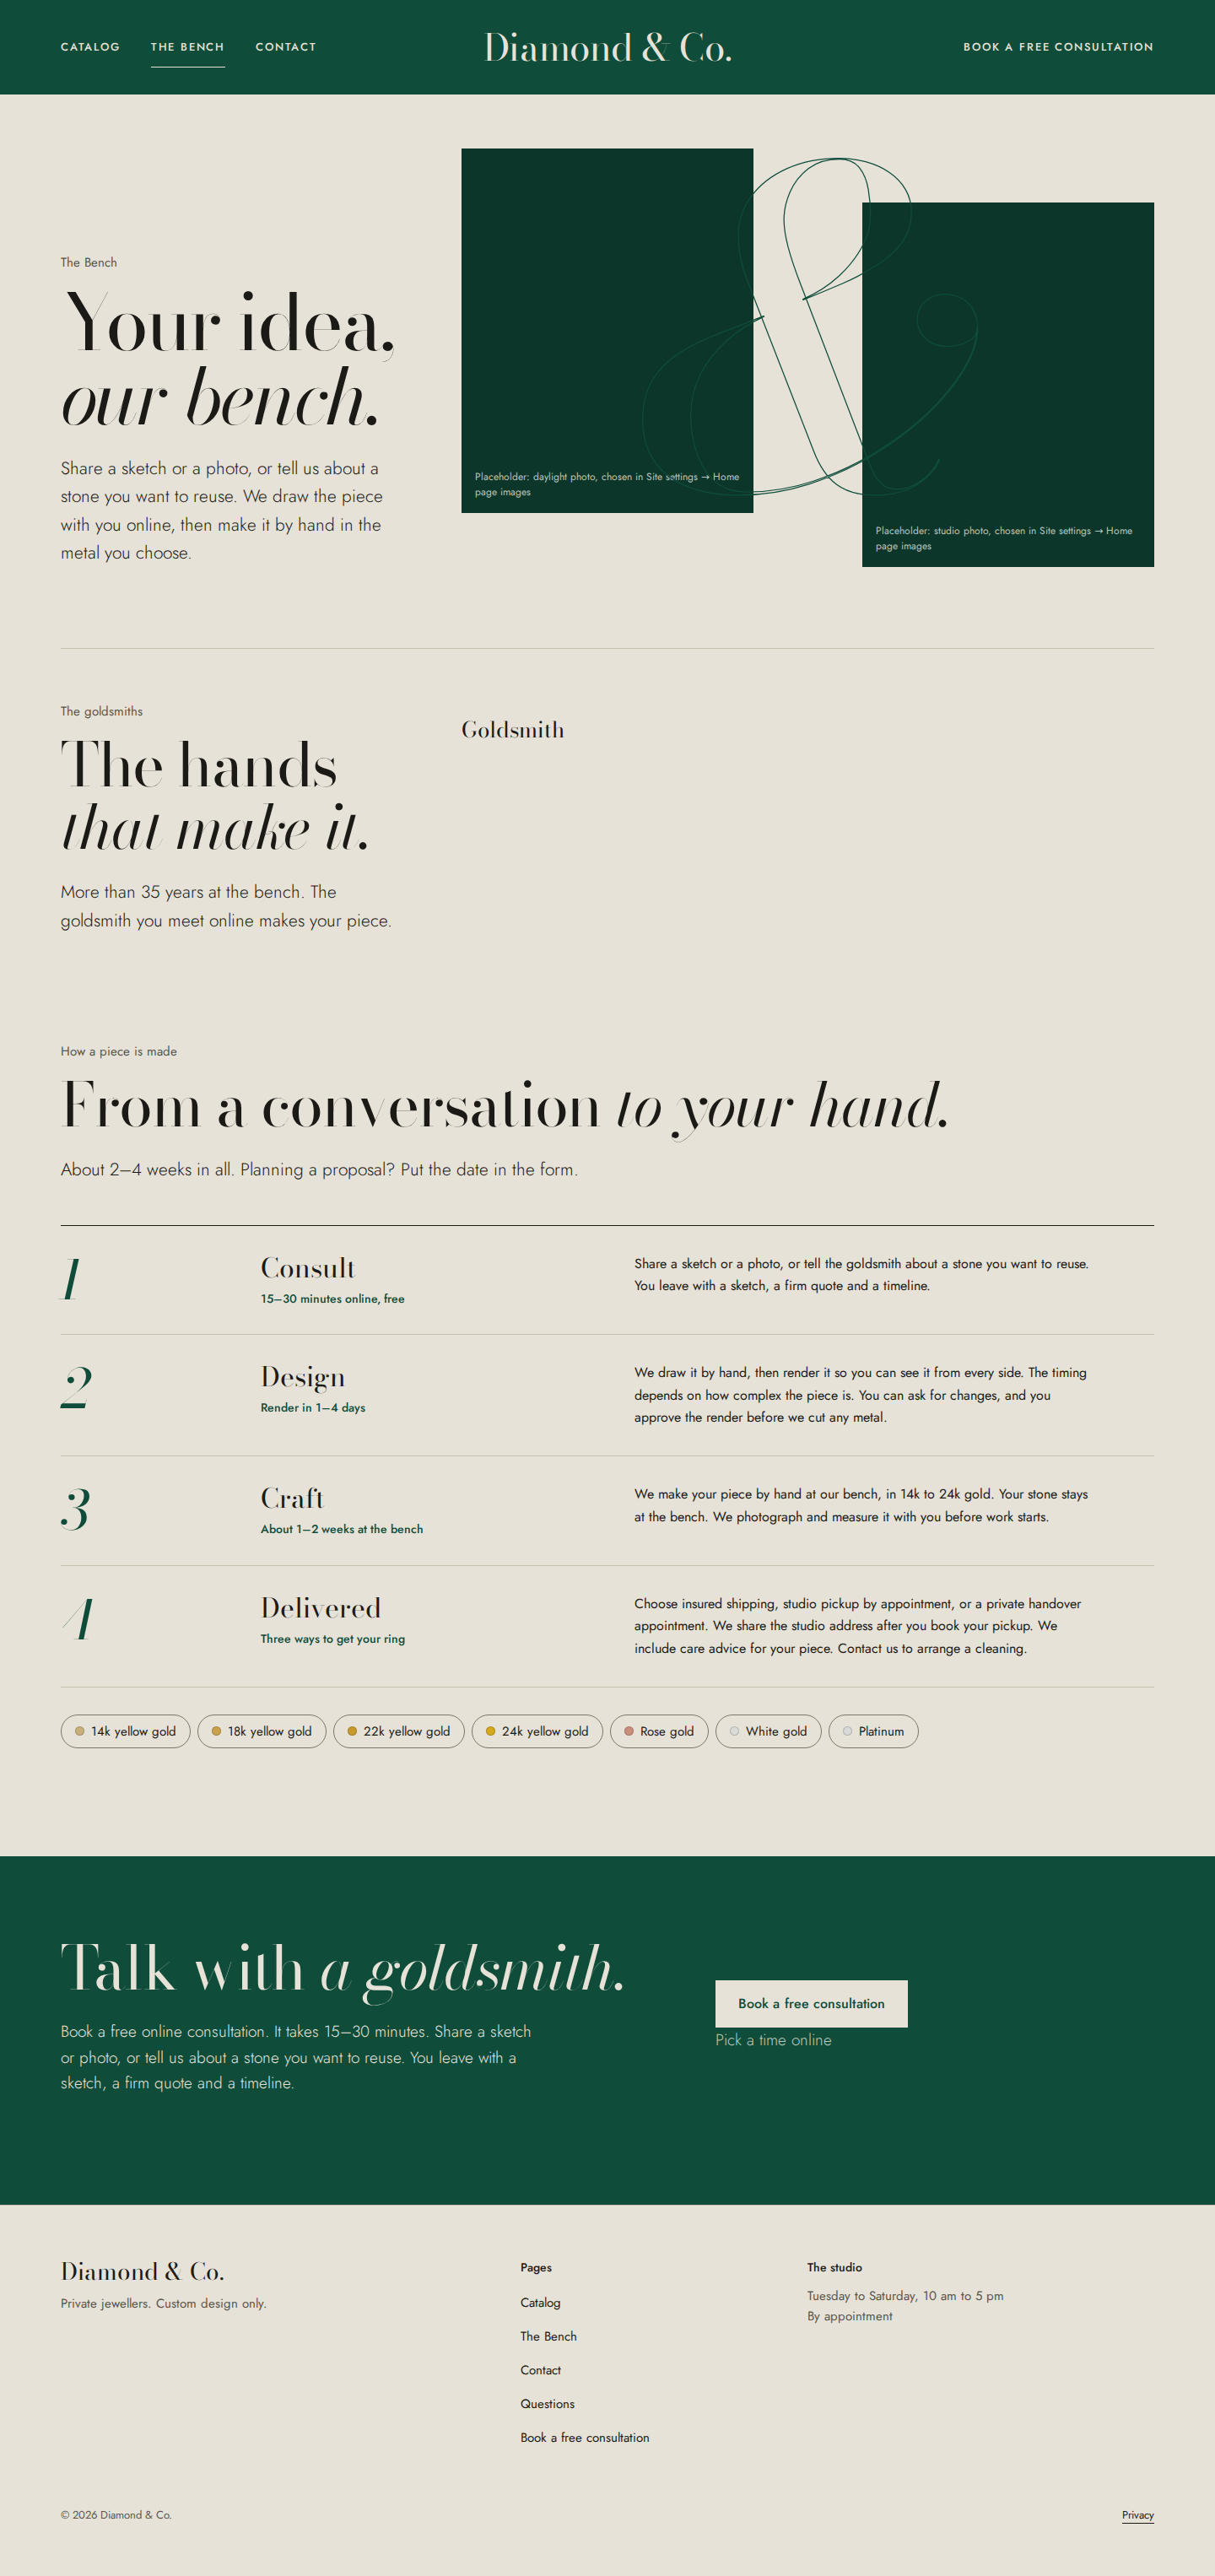 CATALOG THE BENCH CONTACT
Diamond & Co.
BOOK A FREE CONSULTATION
The Bench
Your idea,
our bench.
Share a sketch or a photo, or tell us about a
stone you want to reuse. We draw the piece
with you online, then make it by hand in the
metal you choose.
&
Placeholder: daylight photo, chosen in Site settings → Home
page images
Placeholder: studio photo, chosen in Site settings → Home
page images
The goldsmiths
The hands
that make it.
More than 35 years at the bench. The
goldsmith you meet online makes your piece.
Goldsmith
How a piece is made
From a conversation to your hand.
About 2–4 weeks in all. Planning a proposal? Put the date in the form.
1
Consult
15–30 minutes online, free
Share a sketch or a photo, or tell the goldsmith about a stone you want to reuse.
You leave with a sketch, a firm quote and a timeline.
2
Design
Render in 1–4 days
We draw it by hand, then render it so you can see it from every side. The timing
depends on how complex the piece is. You can ask for changes, and you
approve the render before we cut any metal.
3
Craft
About 1–2 weeks at the bench
We make your piece by hand at our bench, in 14k to 24k gold. Your stone stays
at the bench. We photograph and measure it with you before work starts.
4
Delivered
Three ways to get your ring
Choose insured shipping, studio pickup by appointment, or a private handover
appointment. We share the studio address after you book your pickup. We
include care advice for your piece. Contact us to arrange a cleaning.
14k yellow gold
18k yellow gold
22k yellow gold
24k yellow gold
Rose gold
White gold
Platinum
Talk with a goldsmith.
Book a free online consultation. It takes 15–30 minutes. Share a sketch
or photo, or tell us about a stone you want to reuse. You leave with a
sketch, a firm quote and a timeline.
Book a free consultation
Pick a time online
Diamond & Co.
Private jewellers. Custom design only.
Pages
Catalog
The Bench
Contact
Questions
Book a free consultation
The studio
Tuesday to Saturday, 10 am to 5 pm
By appointment
© 2026 Diamond & Co.
Privacy